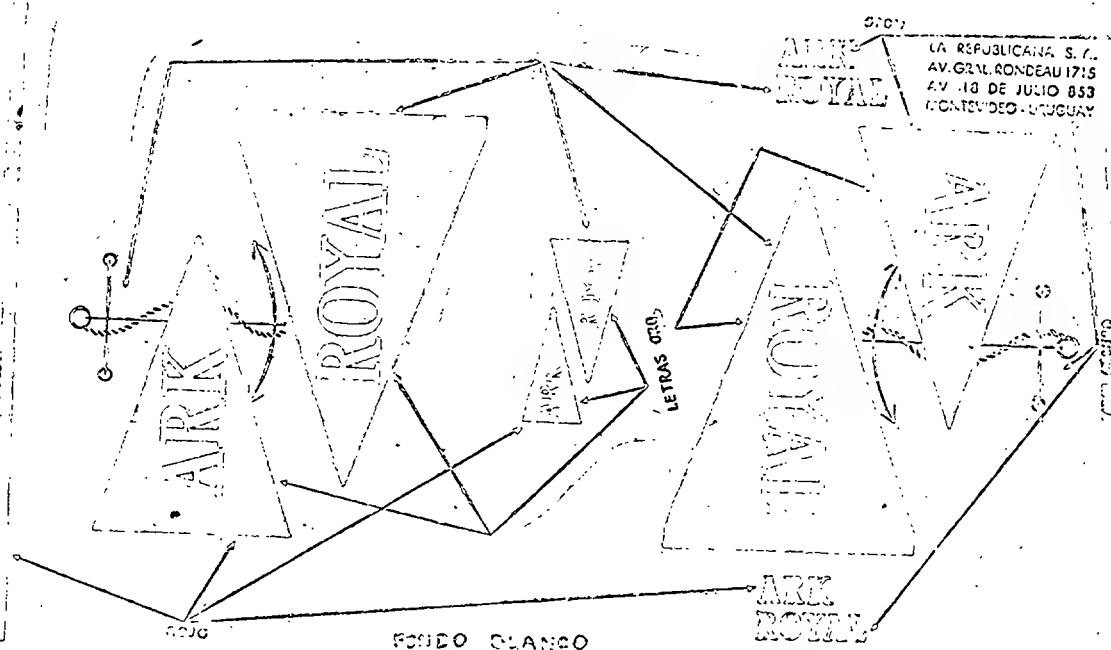 ARK
ROYAL
LA REPUBLICANA S. A.
AV. GRAL. RONDEAU 1715
AV. 18 DE JULIO 853
MONTEVIDEO - URUGUAY
ROYAL
ARK
ARK
ROYAL
ARK
LETRAS ORO,
ROYAL
ARK
ROYAL
ROJO
FONDO BLANCO